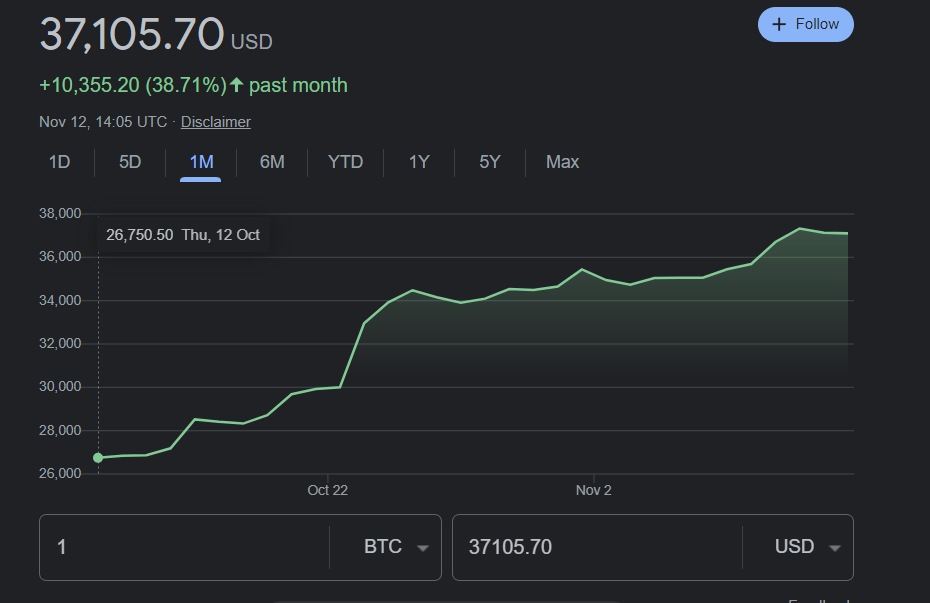 37,105.70 USD
+ Follow
+10,355.20 (38.71%)↑ past month
Nov 12, 14:05 UTC · Disclaimer
1D 5D 1M 6M YTD 1Y 5Y Max
38,000
26,750.50 Thu, 12 Oct
36,000
34,000
32,000
30,000
28,000
26,000
Oct 22 Nov 2
1 BTC 37105.70 USD